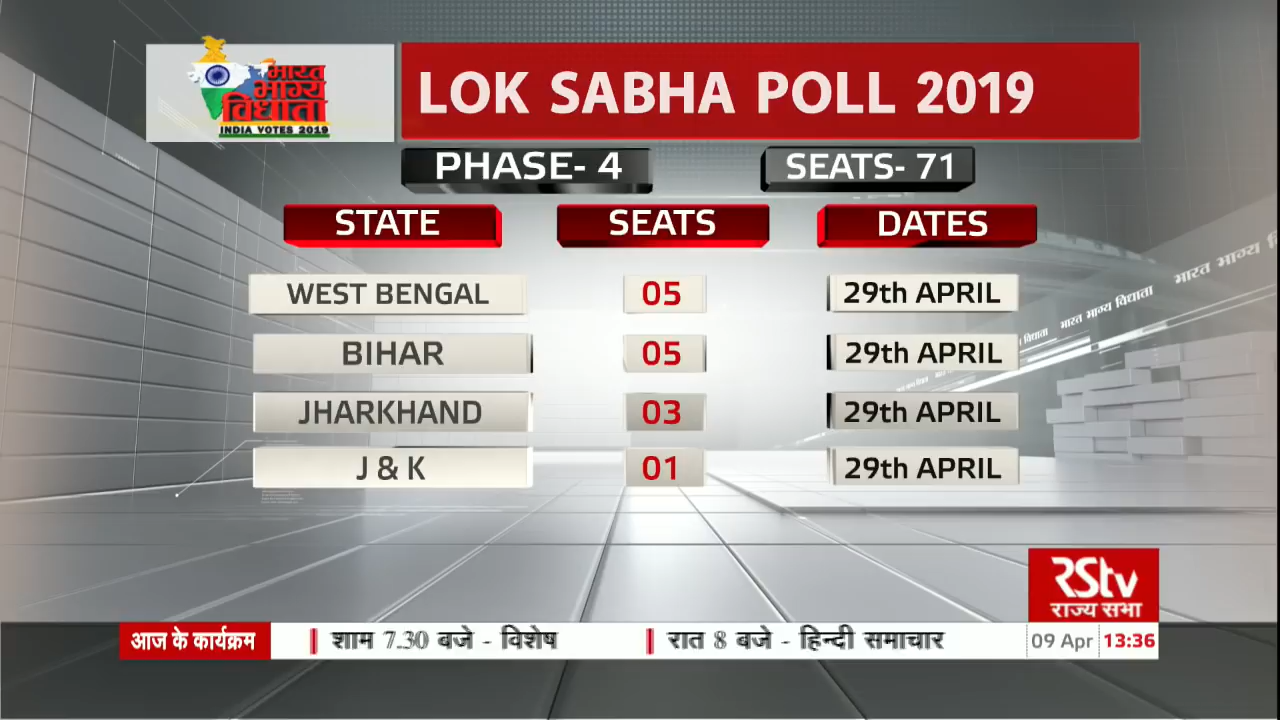 भारत
भाग्य
विधाता
INDIA VOTES 2019
LOK SABHA POLL 2019
PHASE- 4
SEATS- 71
STATE SEATS DATES
WEST BENGAL 05 29th APRIL
BIHAR 05 29th APRIL
JHARKHAND 03 29th APRIL
J & K 01 29th APRIL
भारत भाग्य विधाता
भारत भाग्य
विधाता
RStv
राज्य सभा
आज के कार्यक्रम शाम 7.30 बजे - विशेष रात 8 बजे - हिन्दी समाचार 09 Apr 13:36